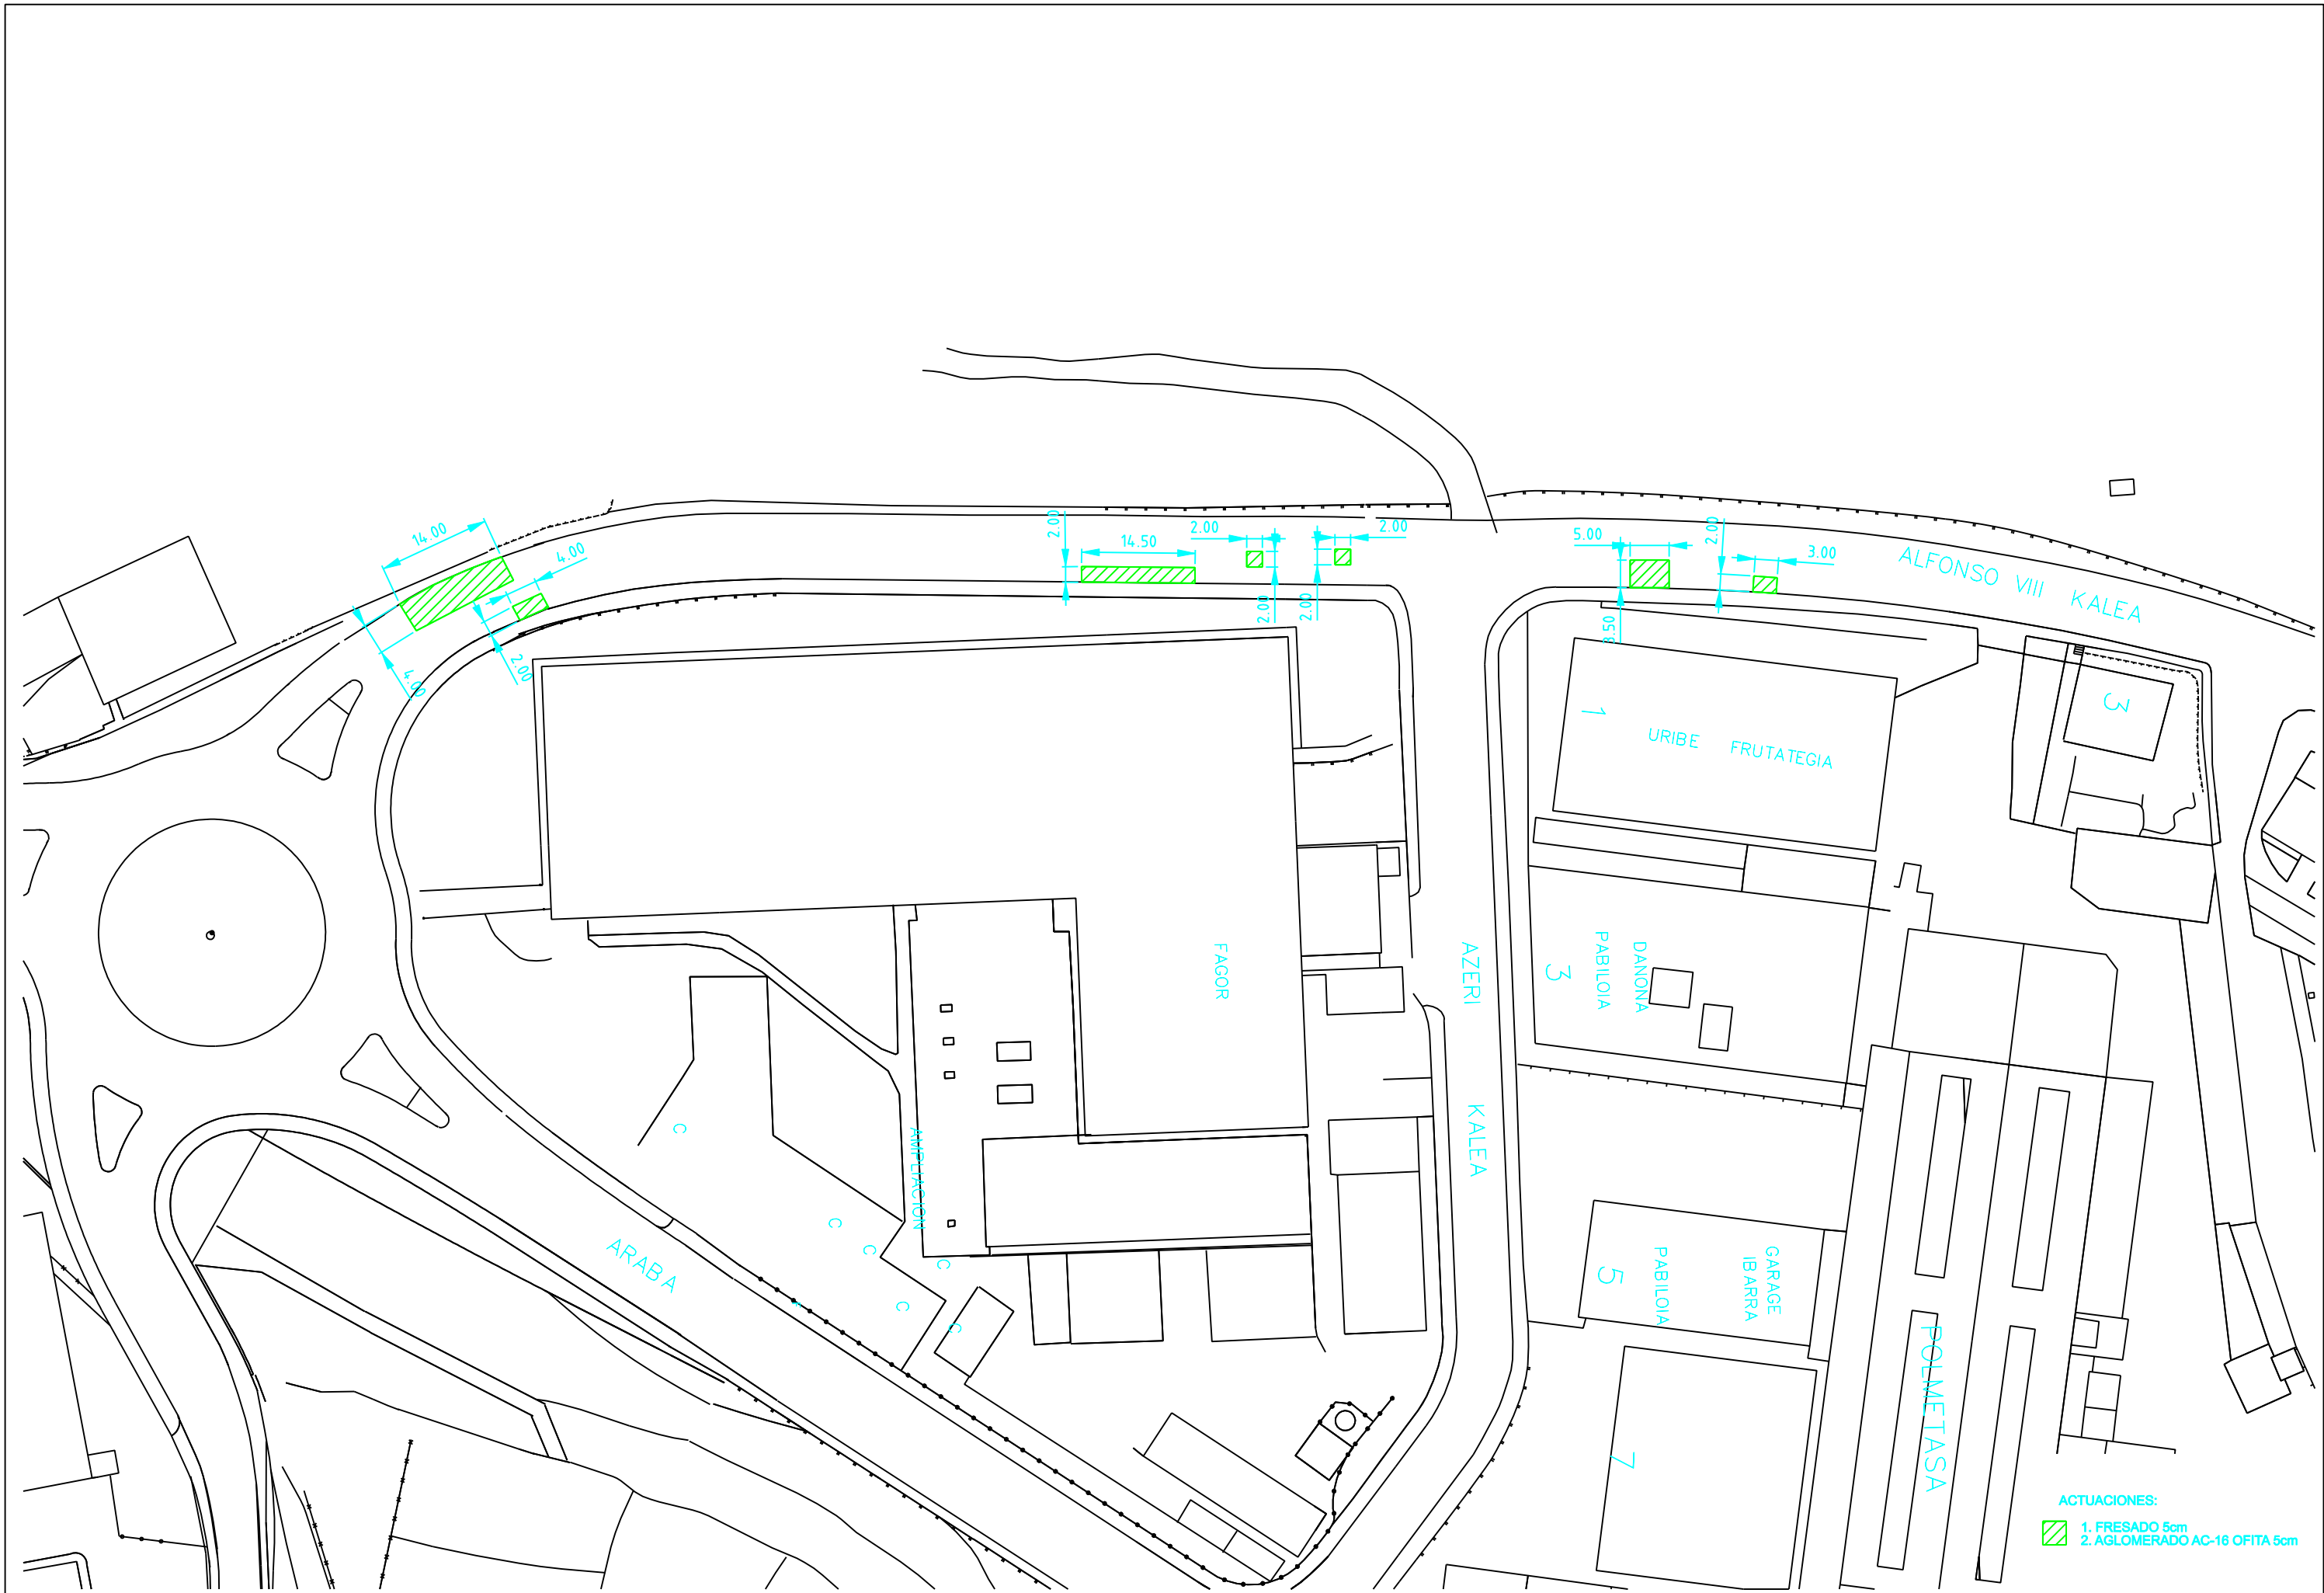 14.00
4.00
4.00
2.00
2.00
14.50
2.00
2.00
2.00
2.00
5.00
3.50
2.00
3.00
ALFONSO VIII KALEA
1
URIBE FRUTATEGIA
3
FAGOR
AZERI KALEA
3
PABILOIA
DANONA
C
AMPLIACION
C
C
C
C
C
ARABA
5
PABILOIA
GARAGE
IBARRA
POLMETASA
7
ACTUACIONES:
1. FRESADO 5cm
2. AGLOMERADO AC-16 OFITA 5cm